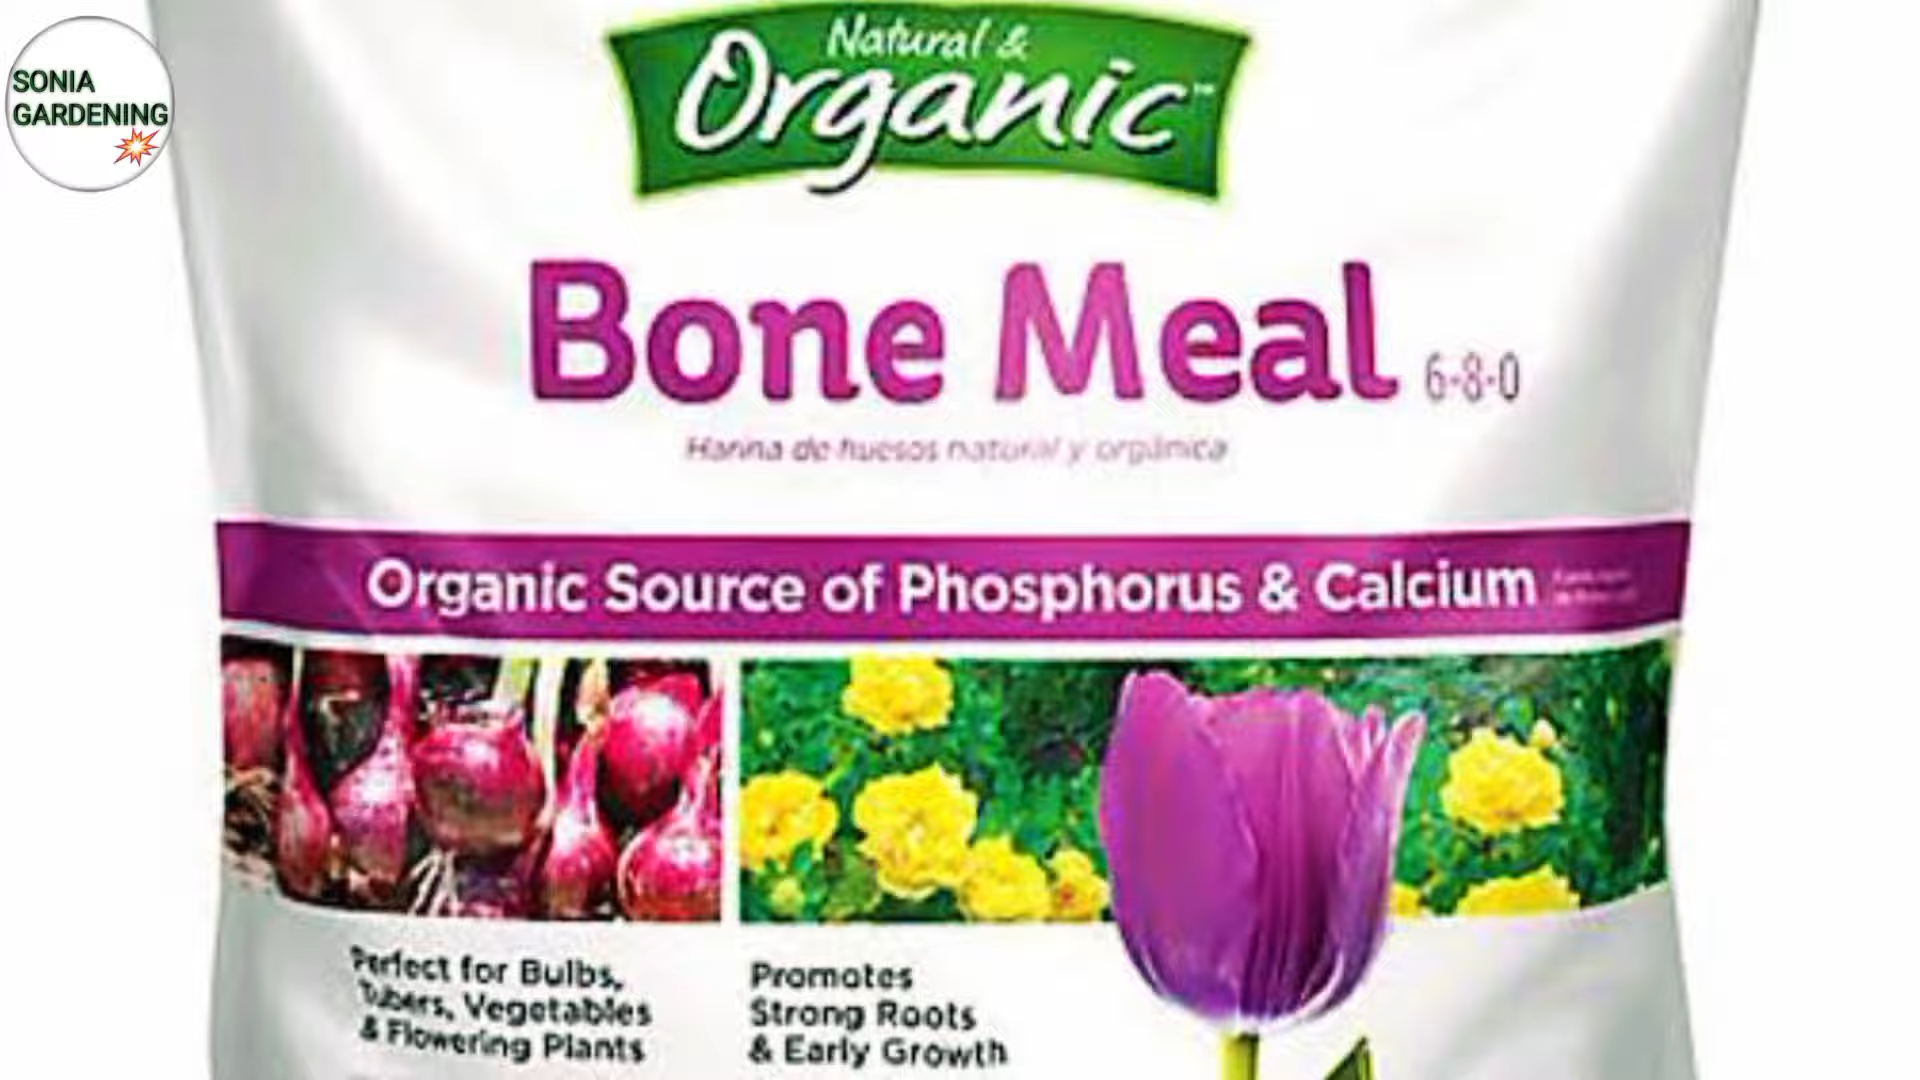 SONIA
GARDENING
Natural &
Organic™
Bone Meal 6-8-0
Harina de huesos natural y orgánica
Organic Source of Phosphorus & Calcium
Perfect for Bulbs,
Tubers, Vegetables
& Flowering Plants
Promotes
Strong Roots
& Early Growth